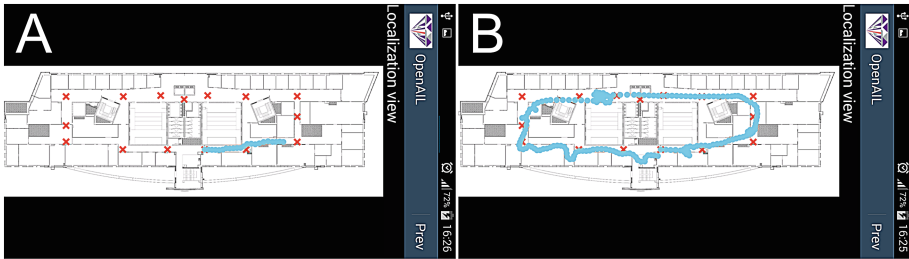 A
Localization view
OpenAIL
72% 16:26
Prev
B
Localization view
OpenAIL
72% 16:25
Prev